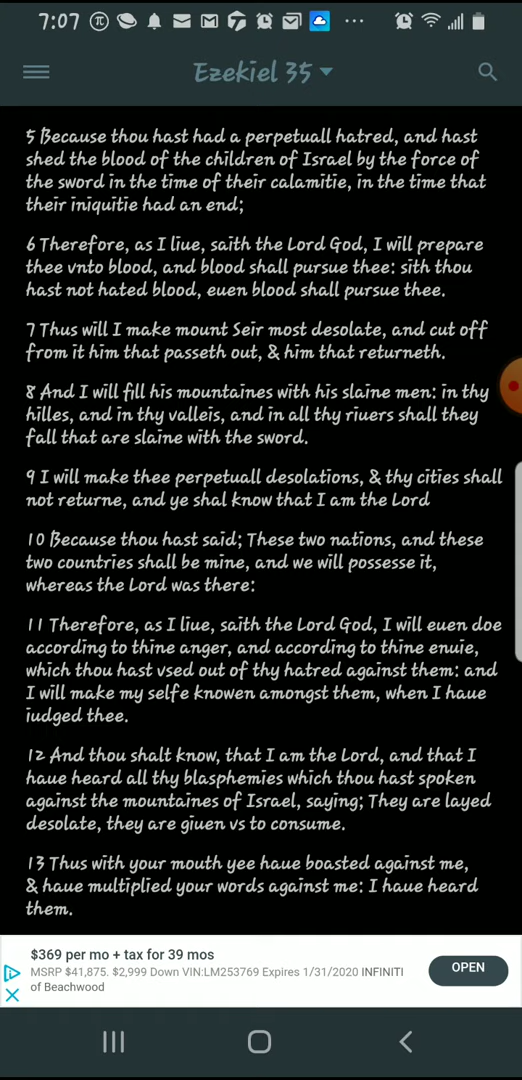 7:07
Ezekiel 35
5 Because thou hast had a perpetuall hatred, and hast
shed the blood of the children of Israel by the force of
the sword in the time of their calamitie, in the time that
their iniquitie had an end;
6 Therefore, as I liue, saith the Lord God, I will prepare
thee vnto blood, and blood shall pursue thee: sith thou
hast not hated blood, euen blood shall pursue thee.
7 Thus will I make mount Seir most desolate, and cut off
from it him that passeth out, & him that returneth.
8 And I will fill his mountaines with his slaine men: in thy
hilles, and in thy valleis, and in all thy riuers shall they
fall that are slaine with the sword.
9 I will make thee perpetuall desolations, & thy cities shall
not returne, and ye shal know that I am the Lord
10 Because thou hast said; These two nations, and these
two countries shall be mine, and we will possesse it,
whereas the Lord was there:
11 Therefore, as I liue, saith the Lord God, I will euen doe
according to thine anger, and according to thine enuie,
which thou hast vsed out of thy hatred against them: and
I will make my selfe knowen amongst them, when I haue
iudged thee.
12 And thou shalt know, that I am the Lord, and that I
haue heard all thy blasphemies which thou hast spoken
against the mountaines of Israel, saying; They are layed
desolate, they are giuen vs to consume.
13 Thus with your mouth yee haue boasted against me,
& haue multiplied your words against me: I haue heard
them.
$369 per mo + tax for 39 mos
MSRP $41,875. $2,999 Down VIN:LM253769 Expires 1/31/2020 INFINITI
of Beachwood
OPEN